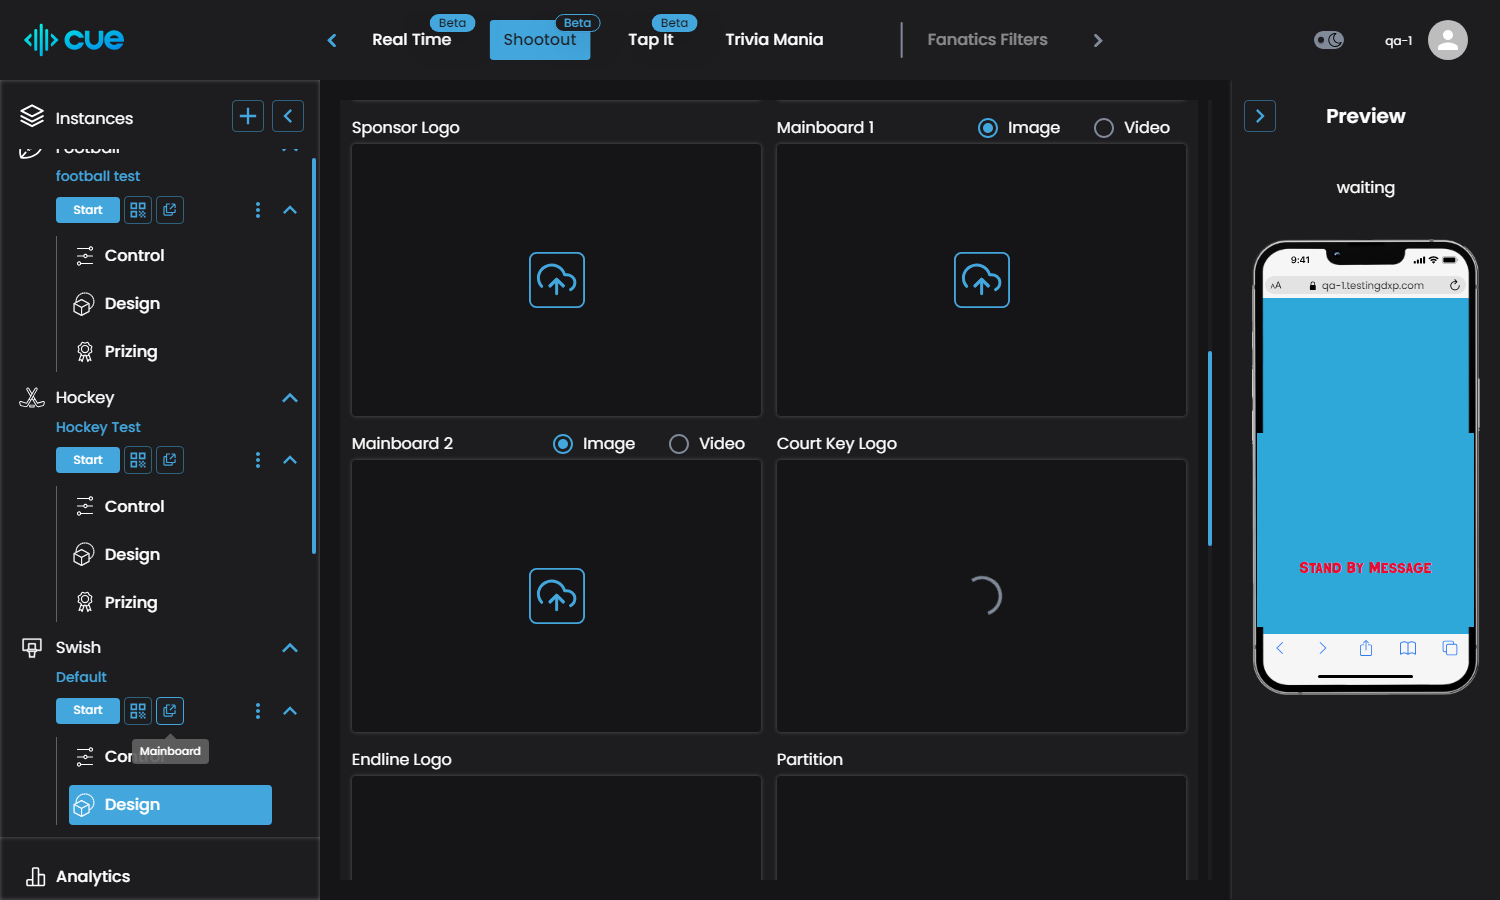 cue
Real Time
Beta
Shootout
Beta
Tap It
Beta
Trivia Mania
Fanatics Filters
qa-1
Instances
Football
football test
Start
Control
Design
Prizing
Hockey
Hockey Test
Start
Control
Design
Prizing
Swish
Default
Start
Mainboard
Control
Design
Analytics
Sponsor Logo
Mainboard 1
Image
Video
Mainboard 2
Image
Video
Court Key Logo
Endline Logo
Partition
Preview
waiting
9:41
AA
qa-1.testingdxp.com
Stand By Message